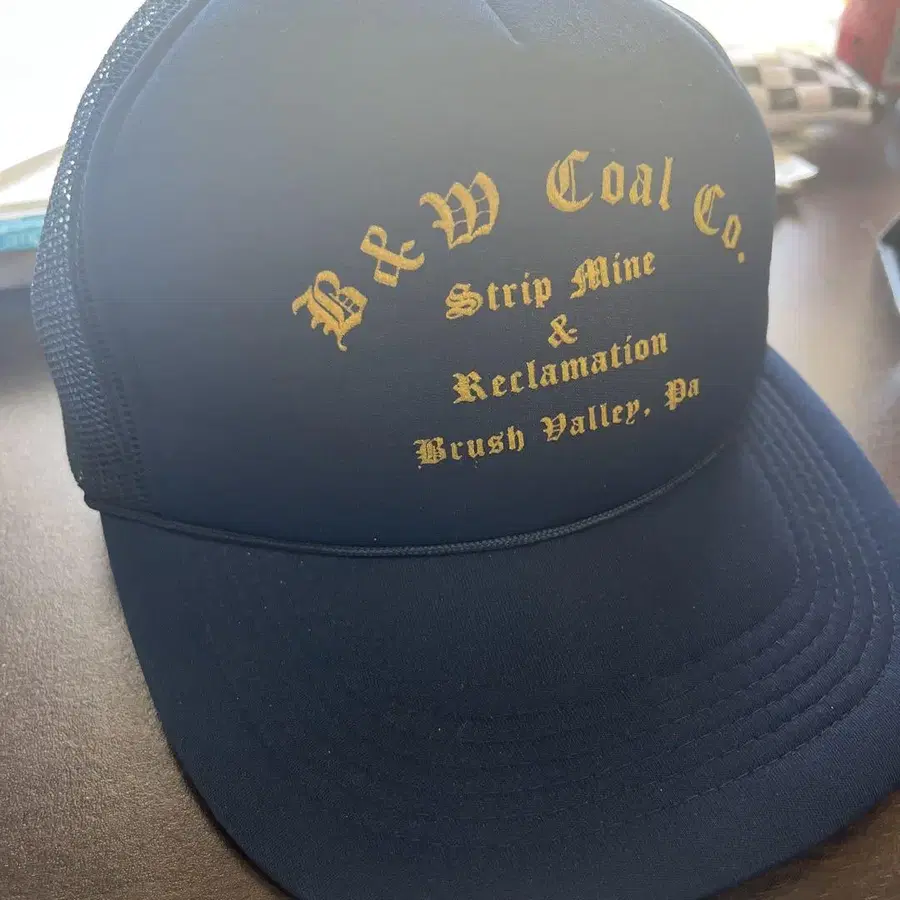 B&W Coal Co.
Strip Mine
&
Reclamation
Brush Valley, Pa